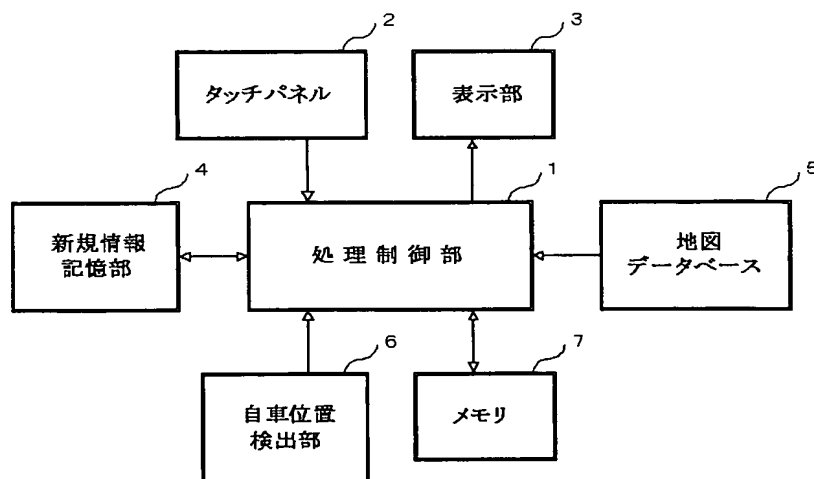 2
3
タッチパネル
表示部
4
1
5
新規情報
記憶部
処理制御部
地図
データベース
6
7
自車位置
検出部
メモリ